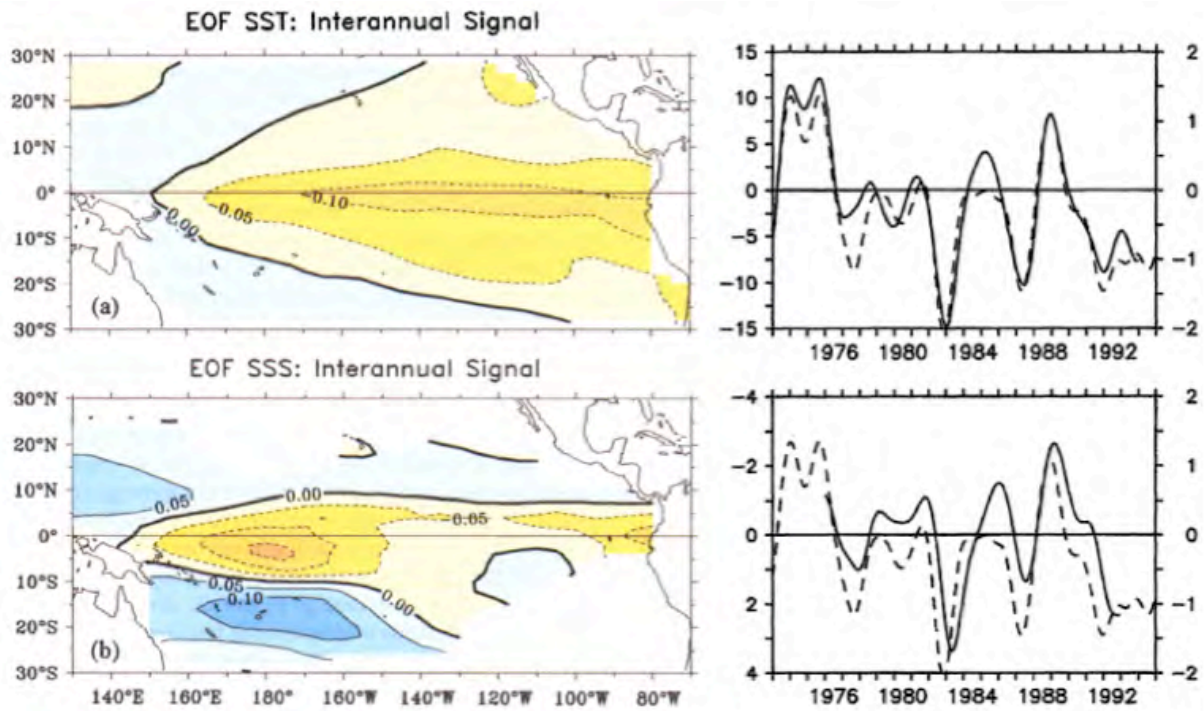 EOF SST: Interannual Signal
30°N
20°N
10°N
0°
10°S
20°S
30°S
0.00
-0.05
-0.10
(a)
15
10
5
0
-5
-10
-15
2
1
0
-1
-2
1976 1980 1984 1988 1992
EOF SSS: Interannual Signal
30°N
20°N
10°N
0°
10°S
20°S
30°S
0.05
0.00
-0.05
0.05
0.10
0.00
(b)
140°E 160°E 180° 160°W 140°W 120°W 100°W 80°W
-4
-2
0
2
4
2
1
0
-1
-2
1976 1980 1984 1988 1992